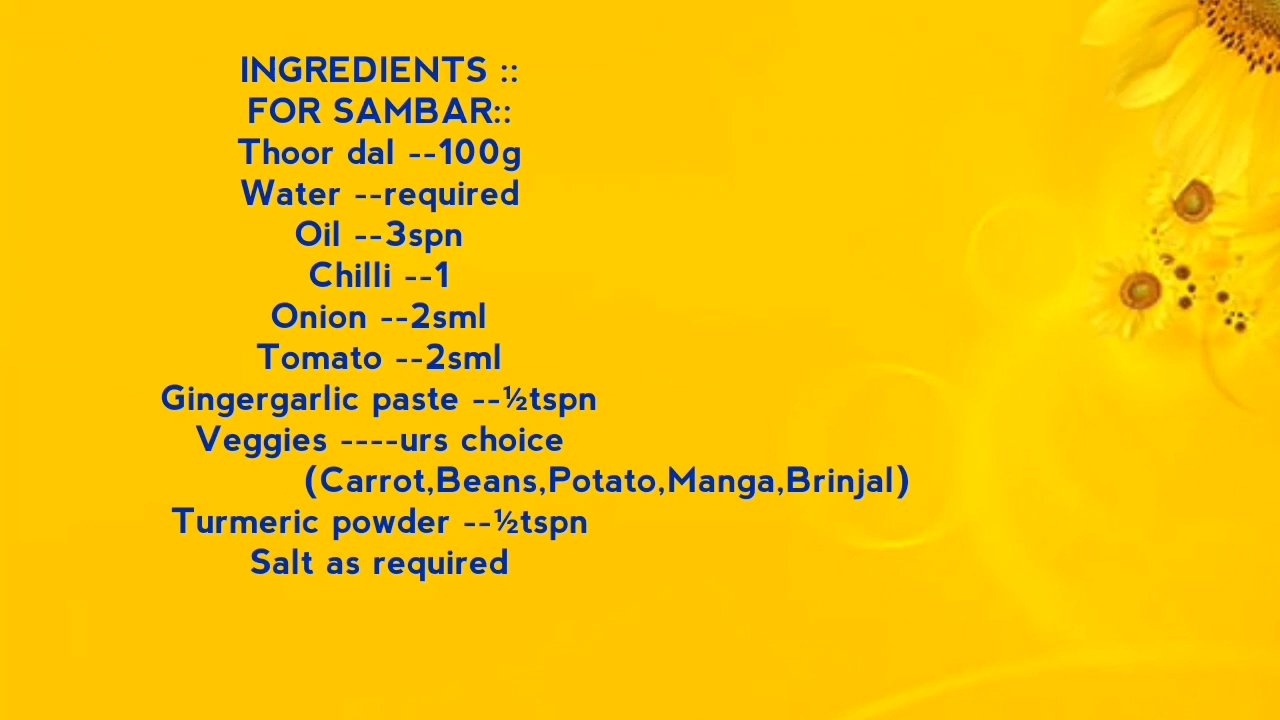 INGREDIENTS ::
FOR SAMBAR::
Thoor dal --100g
Water --required
Oil --3spn
Chilli --1
Onion --2sml
Tomato --2sml
Gingergarlic paste --½tspn
Veggies ----urs choice
(Carrot,Beans,Potato,Manga,Brinjal)
Turmeric powder --½tspn
Salt as required